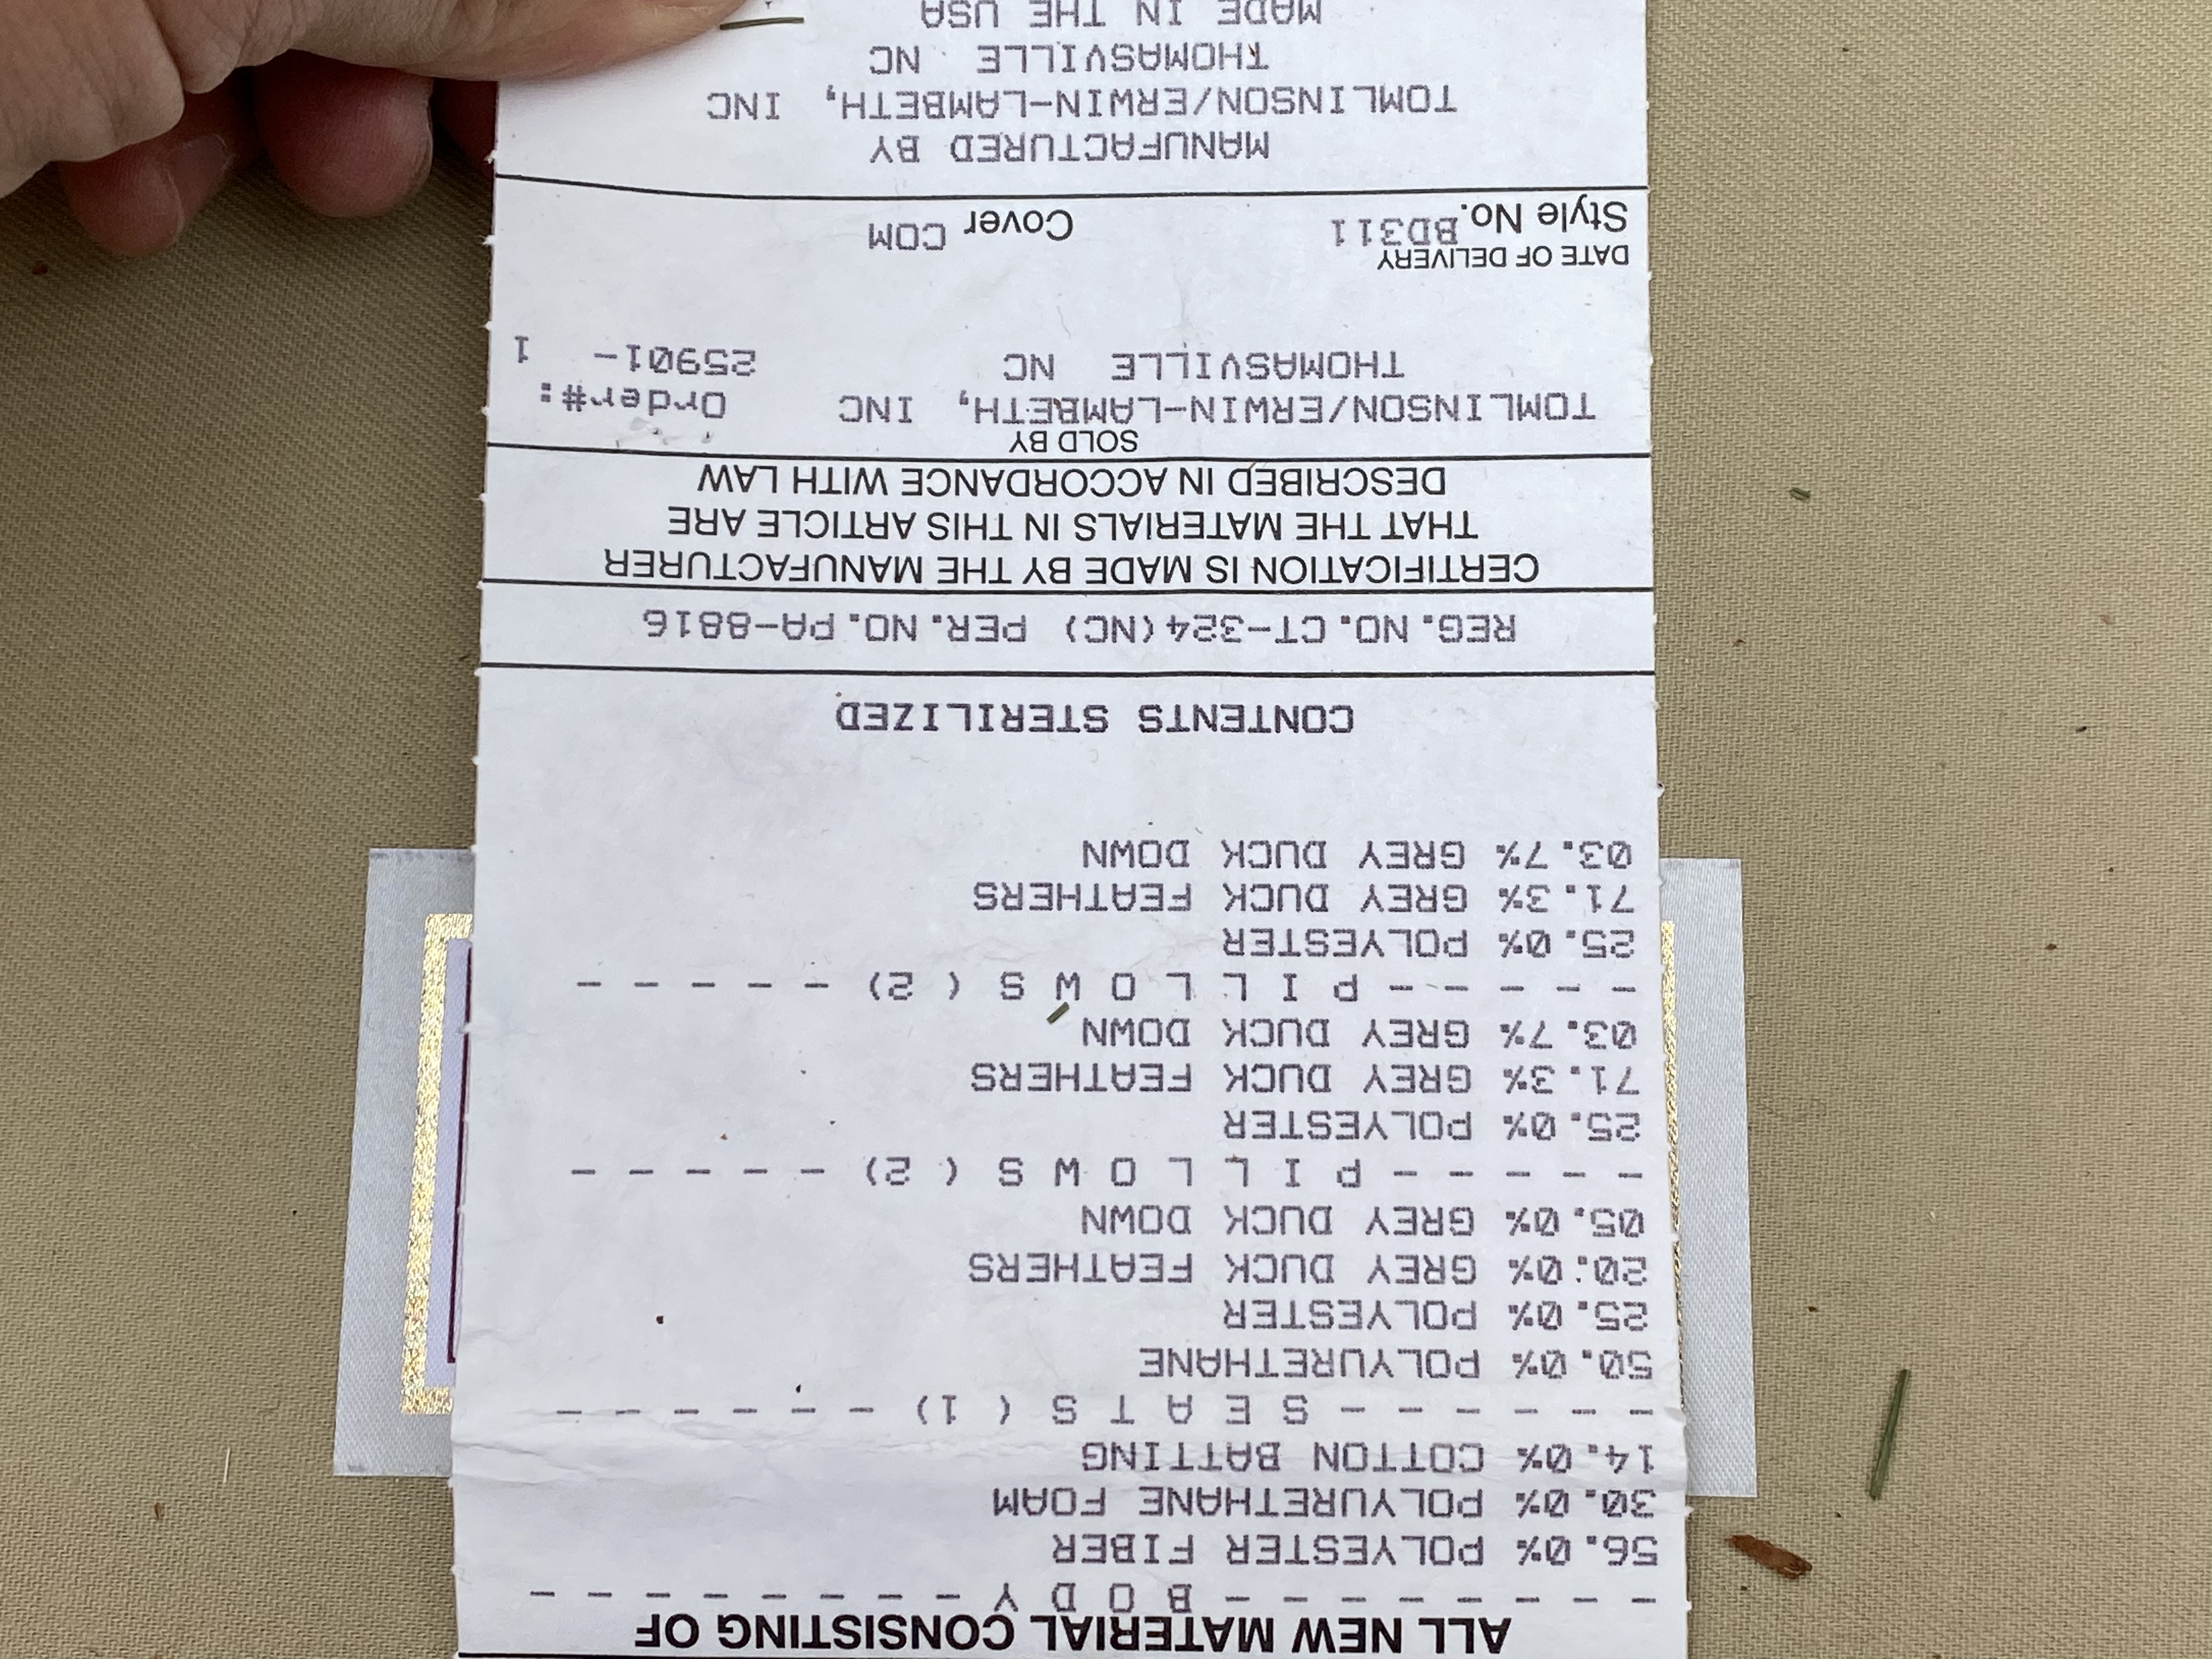 ALL NEW MATERIAL CONSISTING OF
- - - - - - - - - B O D Y - - - - - - - - -
56.0% POLYESTER FIBER
30.0% POLYURETHANE FOAM
14.0% COTTON BATTING
- - - - - - - S E A T S ( 1) - - - - - - - -
50.0% POLYURETHANE
25.0% POLYESTER
20.0% GREY DUCK FEATHERS
05.0% GREY DUCK DOWN
- - - - - - P I L L O W S ( 2) - - - - - -
25.0% POLYESTER
71.3% GREY DUCK FEATHERS
03.7% GREY DUCK DOWN
- - - - - - P I L L O W S ( 2) - - - - - -
25.0% POLYESTER
71.3% GREY DUCK FEATHERS
03.7% GREY DUCK DOWN
CONTENTS STERILIZED
REG.NO.CT-324(NC) PER.NO.PA-8816
CERTIFICATION IS MADE BY THE MANUFACTURER
THAT THE MATERIALS IN THIS ARTICLE ARE
DESCRIBED IN ACCORDANCE WITH LAW
SOLD BY
TOMLINSON/ERWIN-LAMBETH, INC Order#:
THOMASVILLE NC 25901- 1
DATE OF DELIVERY
Style No. BD311 Cover COM
MANUFACTURED BY
TOMLINSON/ERWIN-LAMBETH, INC
THOMASVILLE NC
MADE IN THE USA